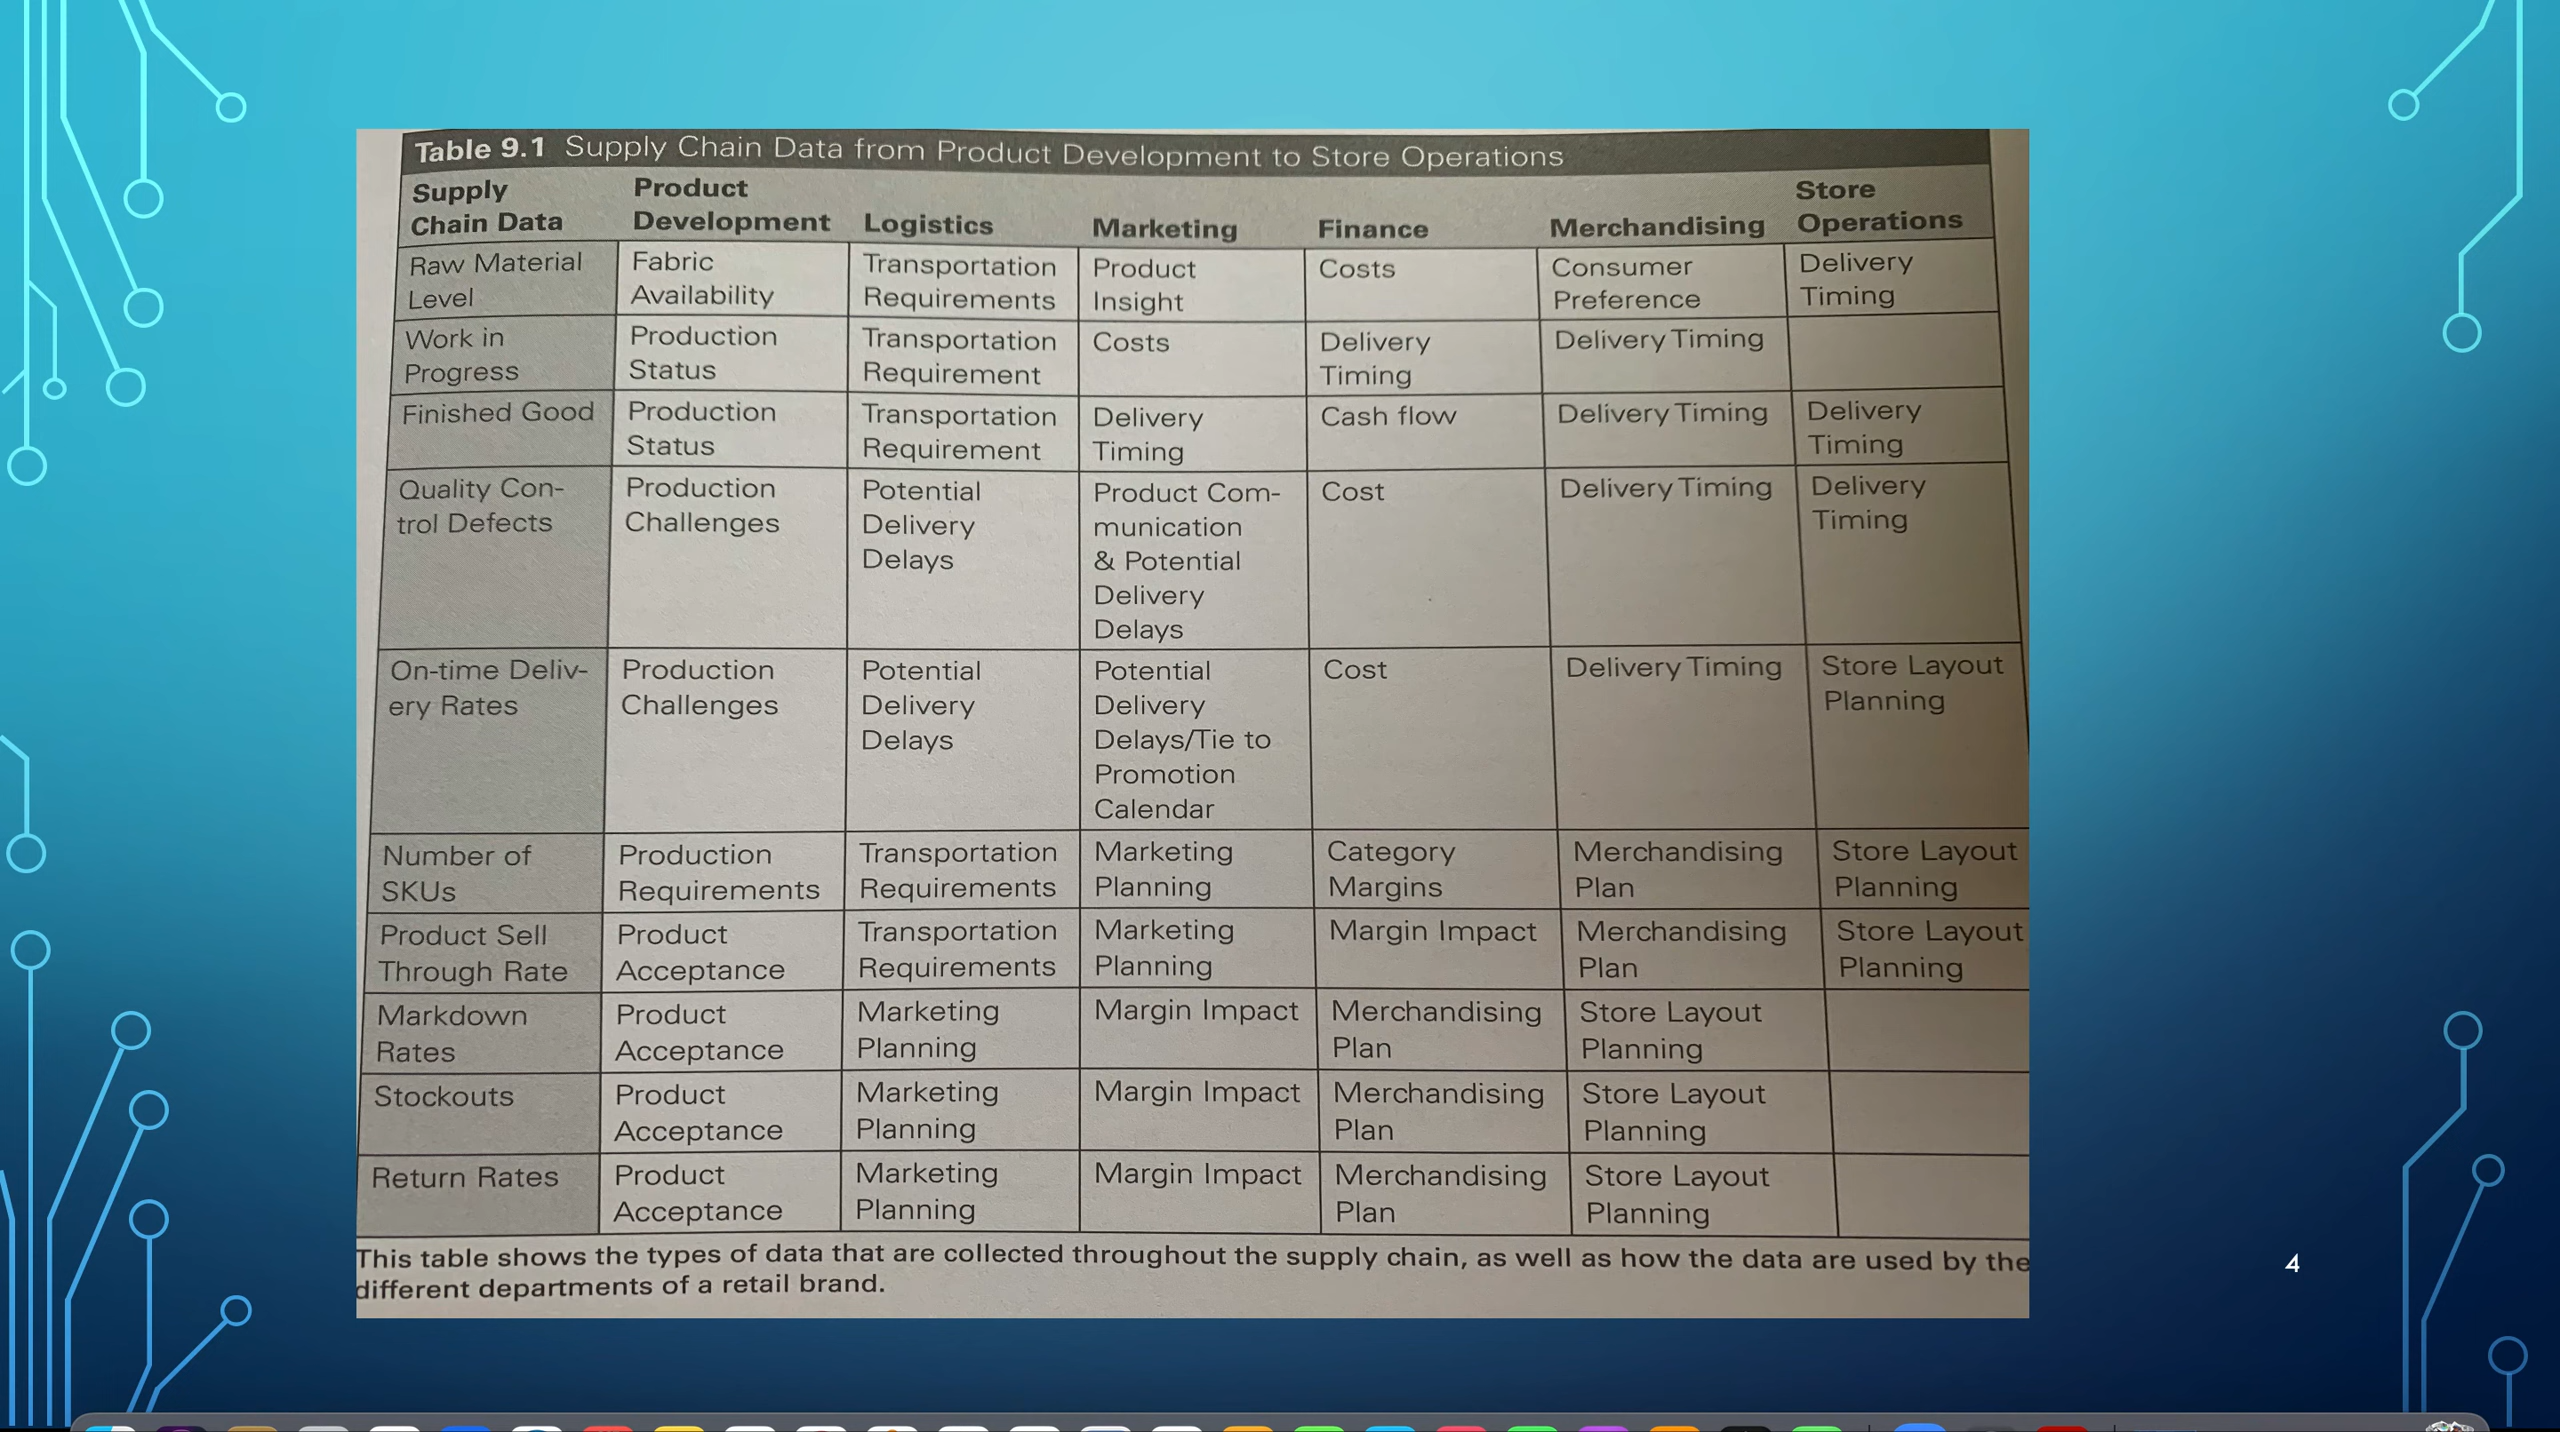 Table 9.1 Supply Chain Data from Product Development to Store Operations
Supply Chain Data Product Development Logistics Marketing Finance Merchandising Store Operations
Raw Material Level Fabric Availability Transportation Requirements Product Insight Costs Consumer Preference Delivery Timing
Work in Progress Production Status Transportation Requirement Costs Delivery Timing Delivery Timing
Finished Good Production Status Transportation Requirement Delivery Timing Cash flow Delivery Timing Delivery Timing
Quality Con-
trol Defects Production Challenges Potential Delivery Delays Product Com-
munication & Potential Delivery Delays Cost Delivery Timing Delivery Timing
On-time Deliv-
ery Rates Production Challenges Potential Delivery Delays Potential Delivery Delays/Tie to Promotion Calendar Cost Delivery Timing Store Layout Planning
Number of SKUs Production Requirements Transportation Requirements Marketing Planning Category Margins Merchandising Plan Store Layout Planning
Product Sell Through Rate Product Acceptance Transportation Requirements Marketing Planning Margin Impact Merchandising Plan Store Layout Planning
Markdown Rates Product Acceptance Marketing Planning Margin Impact Merchandising Plan Store Layout Planning
Stockouts Product Acceptance Marketing Planning Margin Impact Merchandising Plan Store Layout Planning
Return Rates Product Acceptance Marketing Planning Margin Impact Merchandising Plan Store Layout Planning
This table shows the types of data that are collected throughout the supply chain, as well as how the data are used by the
different departments of a retail brand.
4